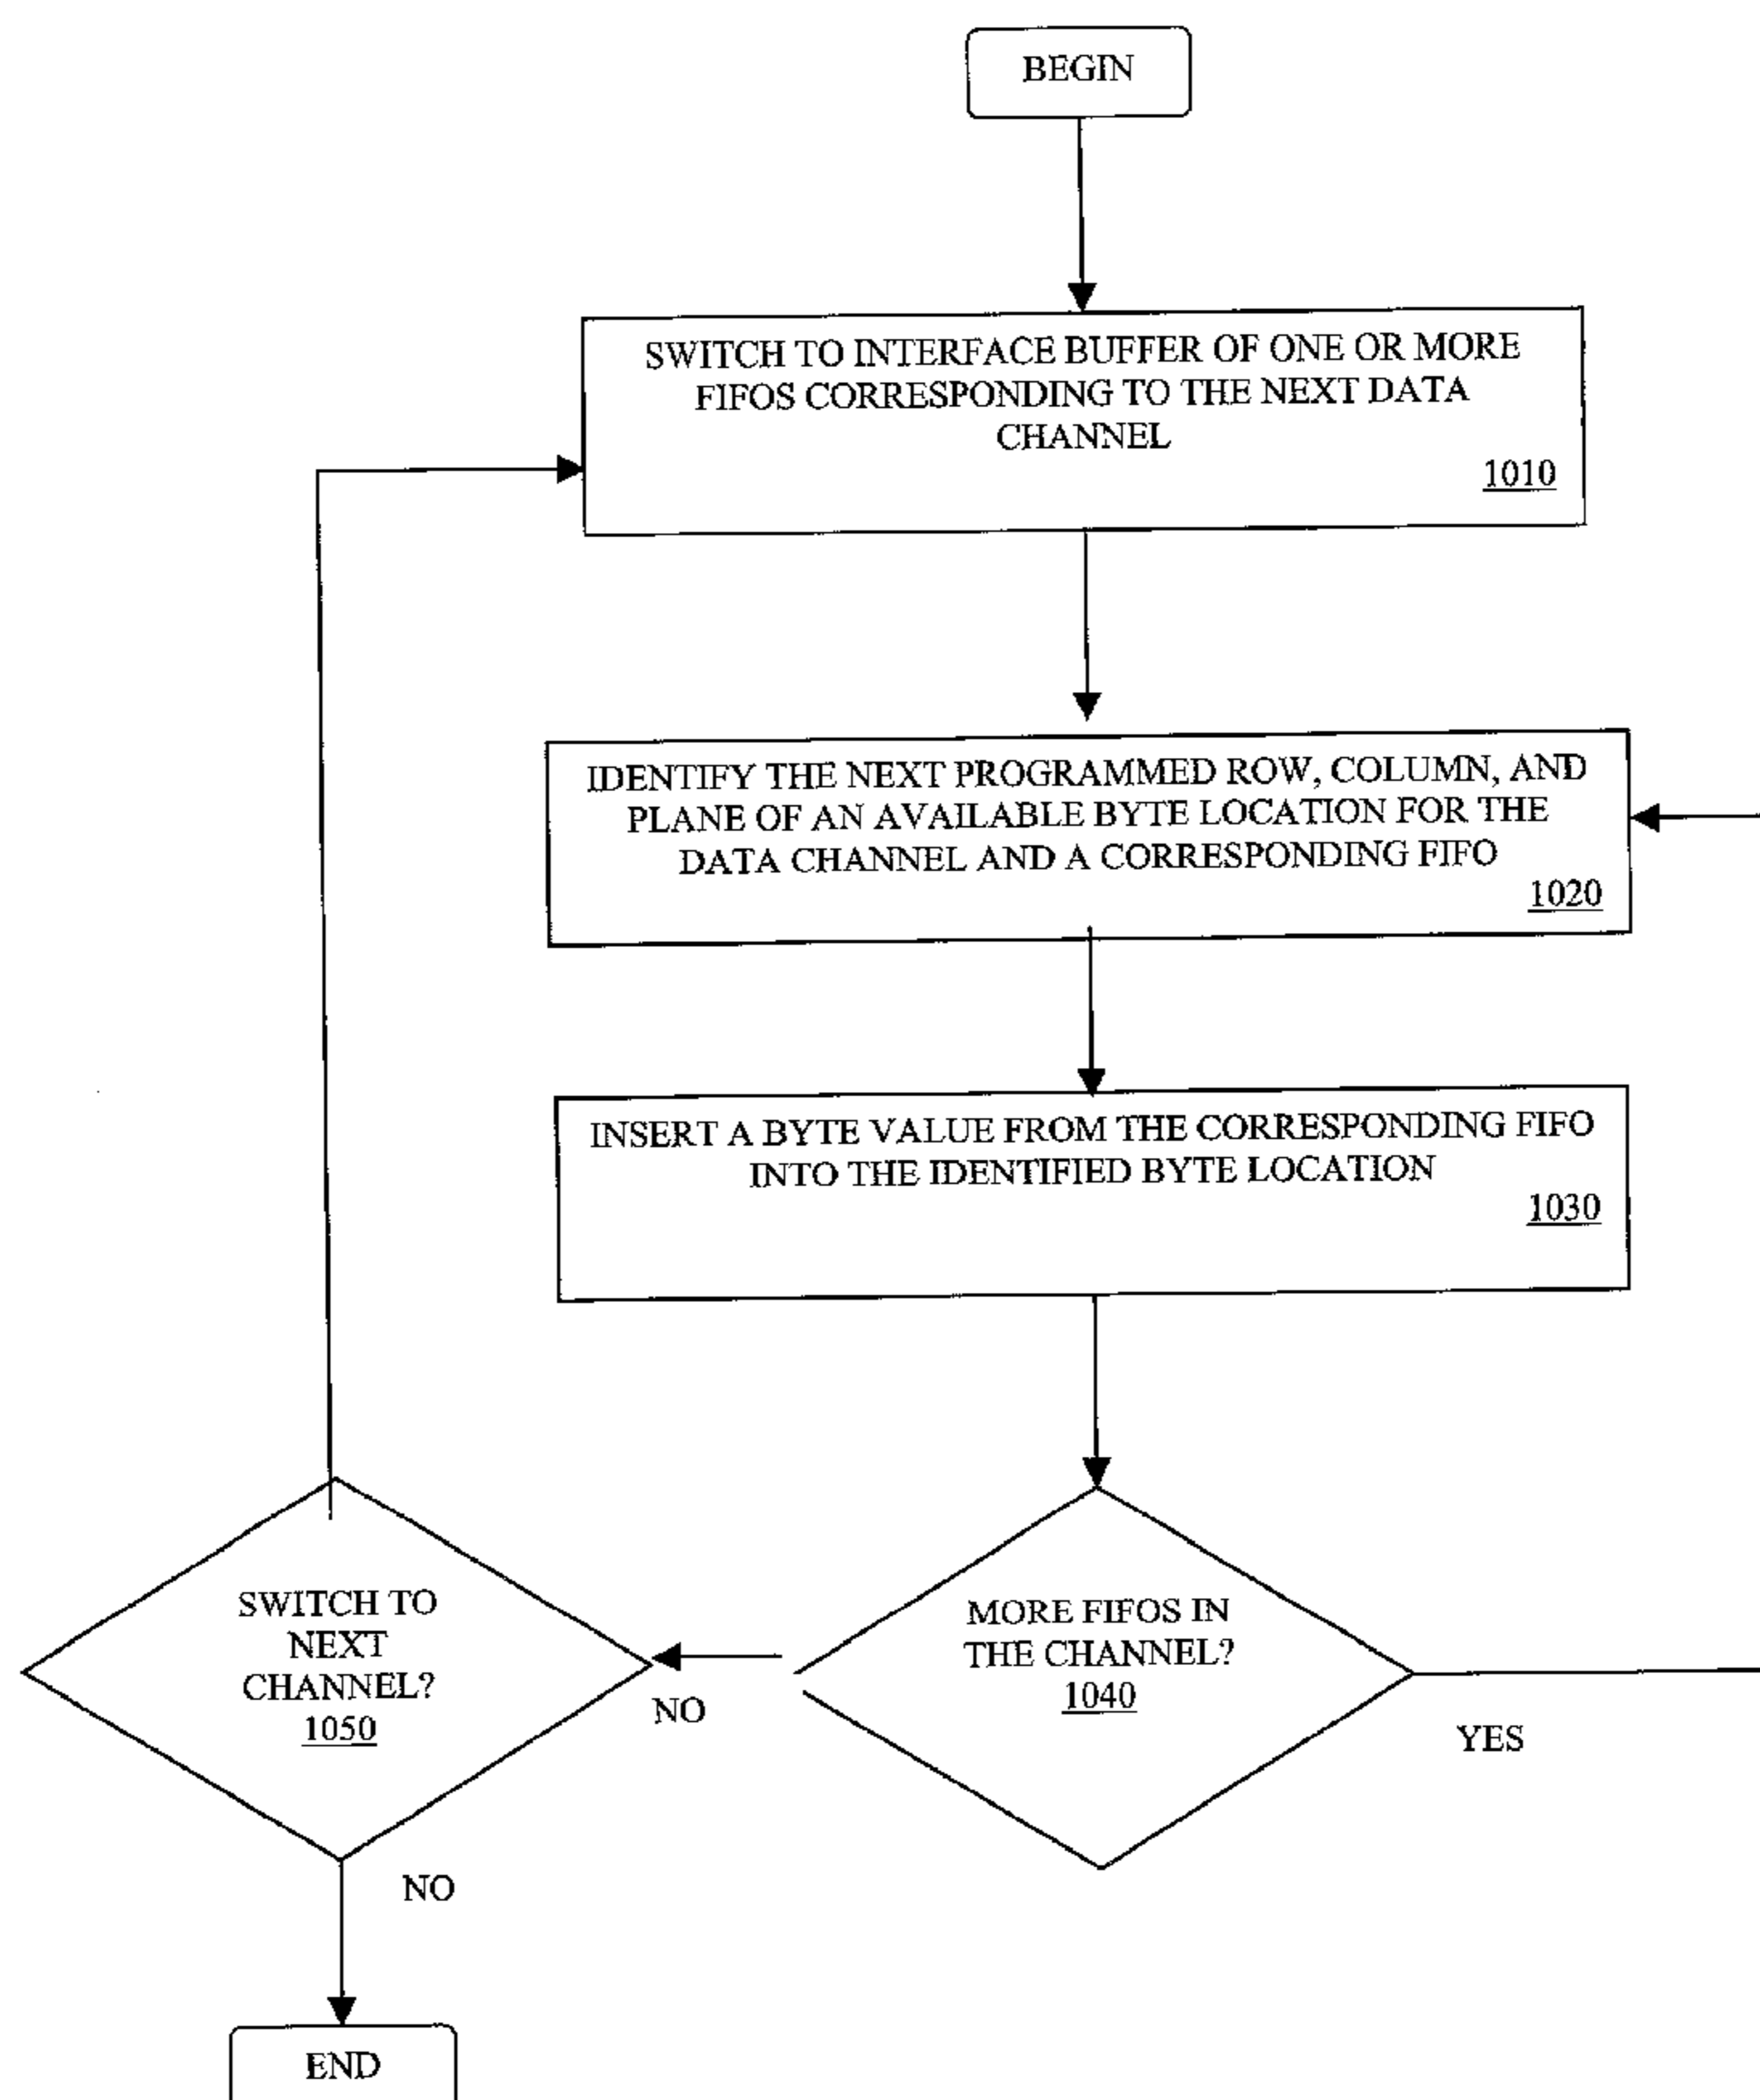 BEGIN
SWITCH TO INTERFACE BUFFER OF ONE OR MORE
FIFOS CORRESPONDING TO THE NEXT DATA
CHANNEL
1010
IDENTIFY THE NEXT PROGRAMMED ROW, COLUMN, AND
PLANE OF AN AVAILABLE BYTE LOCATION FOR THE
DATA CHANNEL AND A CORRESPONDING FIFO
1020
INSERT A BYTE VALUE FROM THE CORRESPONDING FIFO
INTO THE IDENTIFIED BYTE LOCATION
1030
MORE FIFOS IN
THE CHANNEL?
1040
YES
NO
SWITCH TO
NEXT
CHANNEL?
1050
NO
END